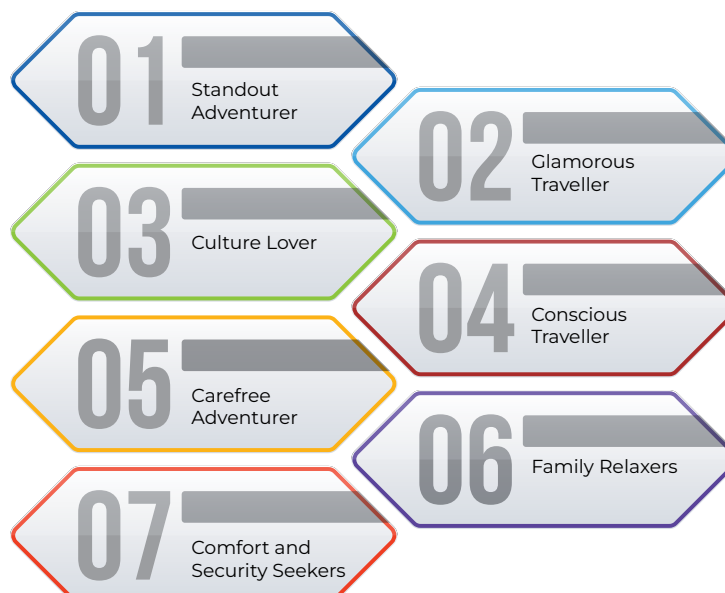 01
Standout
Adventurer
02
Glamorous
Traveller
03
Culture Lover
04
Conscious
Traveller
05
Carefree
Adventurer
06
Family Relaxers
07
Comfort and
Security Seekers